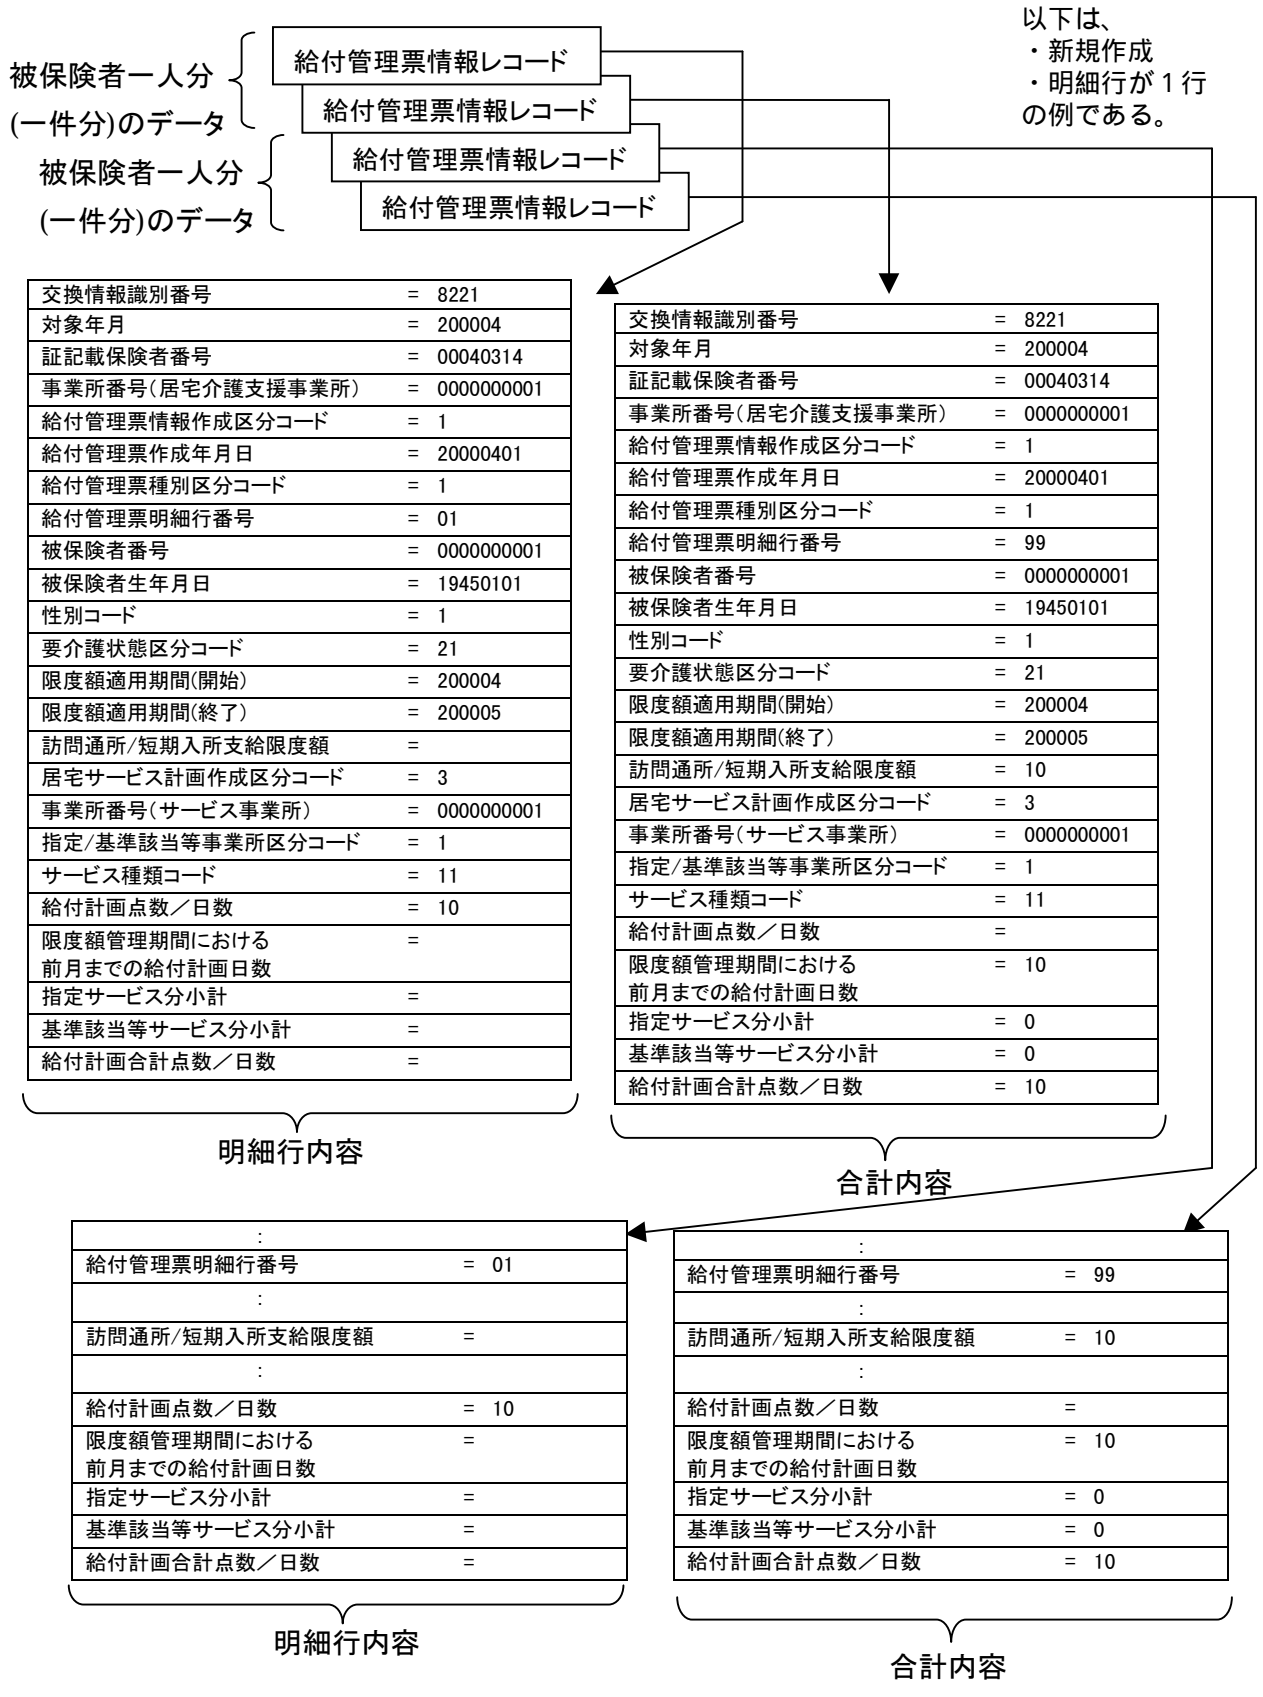 以下は、
・新規作成
・明細行が１行
の例である。
被保険者一人分
(一件分)のデータ
被保険者一人分
(一件分)のデータ
給付管理票情報レコード
給付管理票情報レコード
給付管理票情報レコード
給付管理票情報レコード
交換情報識別番号 = 8221
対象年月 = 200004
証記載保険者番号 = 00040314
事業所番号(居宅介護支援事業所) = 0000000001
給付管理票情報作成区分コード = 1
給付管理票作成年月日 = 20000401
給付管理票種別区分コード = 1
給付管理票明細行番号 = 01
被保険者番号 = 0000000001
被保険者生年月日 = 19450101
性別コード = 1
要介護状態区分コード = 21
限度額適用期間(開始) = 200004
限度額適用期間(終了) = 200005
訪問通所/短期入所支給限度額 =
居宅サービス計画作成区分コード = 3
事業所番号(サービス事業所) = 0000000001
指定/基準該当等事業所区分コード = 1
サービス種類コード = 11
給付計画点数／日数 = 10
限度額管理期間における =
前月までの給付計画日数
指定サービス分小計 =
基準該当等サービス分小計 =
給付計画合計点数／日数 =
明細行内容
交換情報識別番号 = 8221
対象年月 = 200004
証記載保険者番号 = 00040314
事業所番号(居宅介護支援事業所) = 0000000001
給付管理票情報作成区分コード = 1
給付管理票作成年月日 = 20000401
給付管理票種別区分コード = 1
給付管理票明細行番号 = 99
被保険者番号 = 0000000001
被保険者生年月日 = 19450101
性別コード = 1
要介護状態区分コード = 21
限度額適用期間(開始) = 200004
限度額適用期間(終了) = 200005
訪問通所/短期入所支給限度額 = 10
居宅サービス計画作成区分コード = 3
事業所番号(サービス事業所) = 0000000001
指定/基準該当等事業所区分コード = 1
サービス種類コード = 11
給付計画点数／日数 =
限度額管理期間における = 10
前月までの給付計画日数
指定サービス分小計 = 0
基準該当等サービス分小計 = 0
給付計画合計点数／日数 = 10
合計内容
:
給付管理票明細行番号 = 01
:
訪問通所/短期入所支給限度額 =
:
給付計画点数／日数 = 10
限度額管理期間における =
前月までの給付計画日数
指定サービス分小計 =
基準該当等サービス分小計 =
給付計画合計点数／日数 =
明細行内容
:
給付管理票明細行番号 = 99
:
訪問通所/短期入所支給限度額 = 10
:
給付計画点数／日数 =
限度額管理期間における = 10
前月までの給付計画日数
指定サービス分小計 = 0
基準該当等サービス分小計 = 0
給付計画合計点数／日数 = 10
合計内容